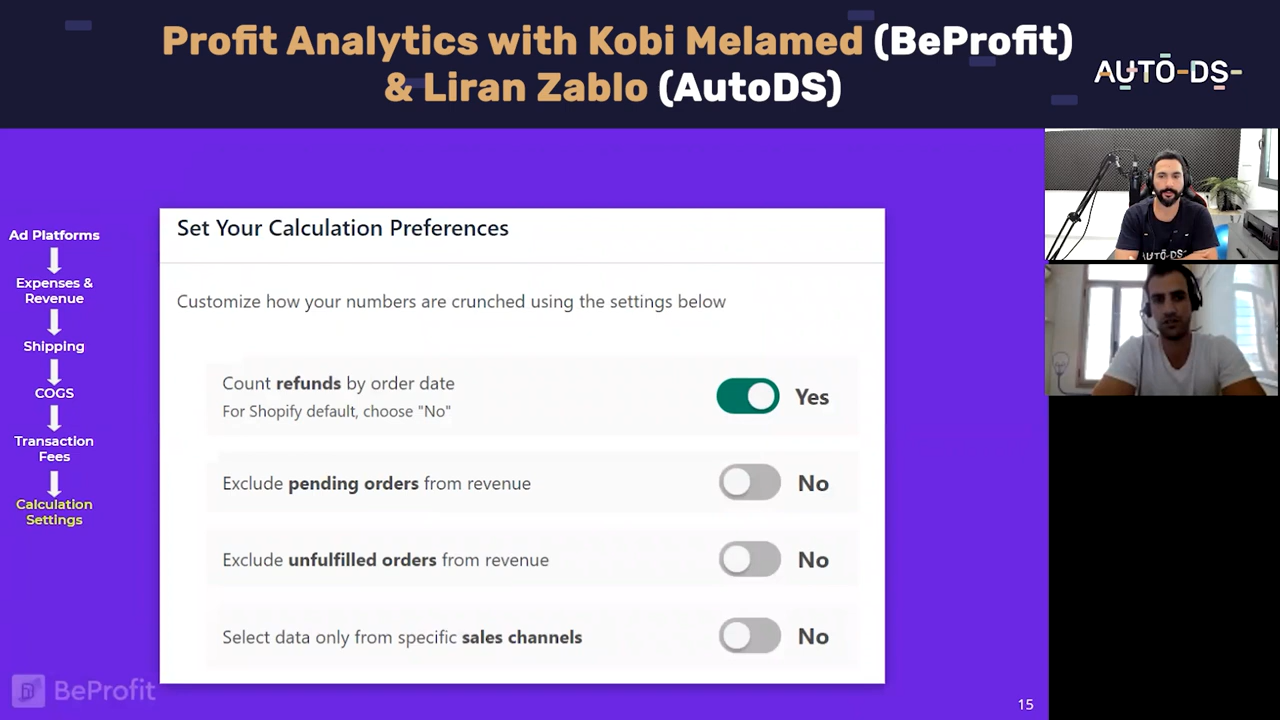 Profit Analytics with Kobi Melamed (BeProfit)
& Liran Zablo (AutoDS)
AUTO-DS
Ad Platforms
Expenses &
Revenue
Shipping
COGS
Transaction
Fees
Calculation
Settings
Set Your Calculation Preferences
Customize how your numbers are crunched using the settings below
Count refunds by order date
For Shopify default, choose "No"
Yes
Exclude pending orders from revenue
No
Exclude unfulfilled orders from revenue
No
Select data only from specific sales channels
No
AUTO-DS
BeProfit
15